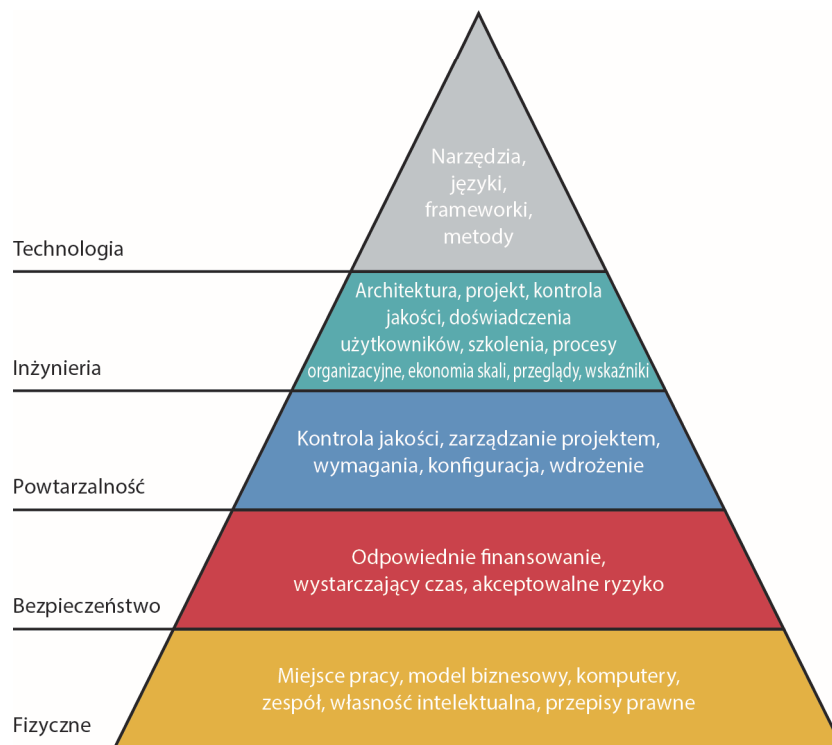 Narzędzia,
języki,
frameworki,
metody
Technologia
Architektura, projekt, kontrola
jakości, doświadczenia
użytkowników, szkolenia, procesy
organizacyjne, ekonomia skali, przeglądy, wskaźniki
Inżynieria
Kontrola jakości, zarządzanie projektem,
wymagania, konfiguracja, wdrożenie
Powtarzalność
Odpowiednie finansowanie,
wystarczający czas, akceptowalne ryzyko
Bezpieczeństwo
Miejsce pracy, model biznesowy, komputery,
zespół, własność intelektualna, przepisy prawne
Fizyczne